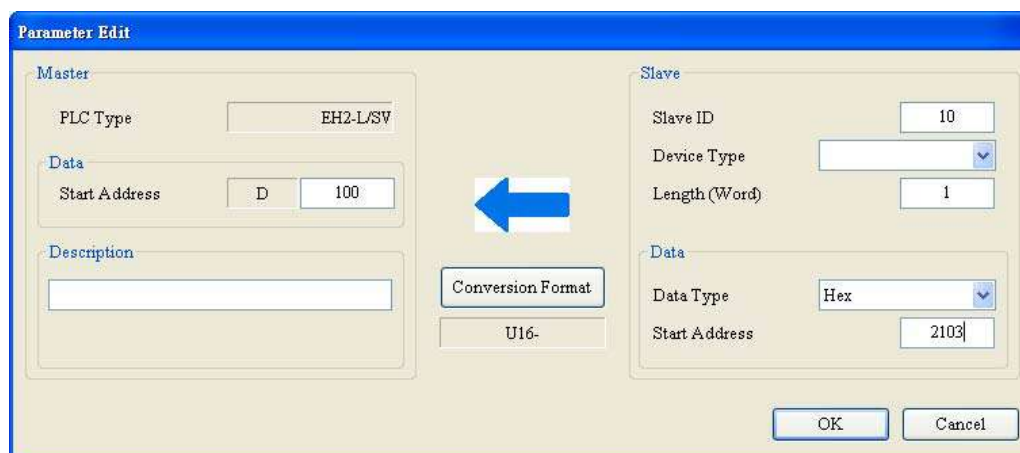 Parameter Edit
Master
PLC Type EH2-L/SV
Data
Start Address D 100
Description
Conversion Format
U16-
Slave
Slave ID 10
Device Type
Length (Word) 1
Data
Data Type Hex
Start Address 2103
OK Cancel